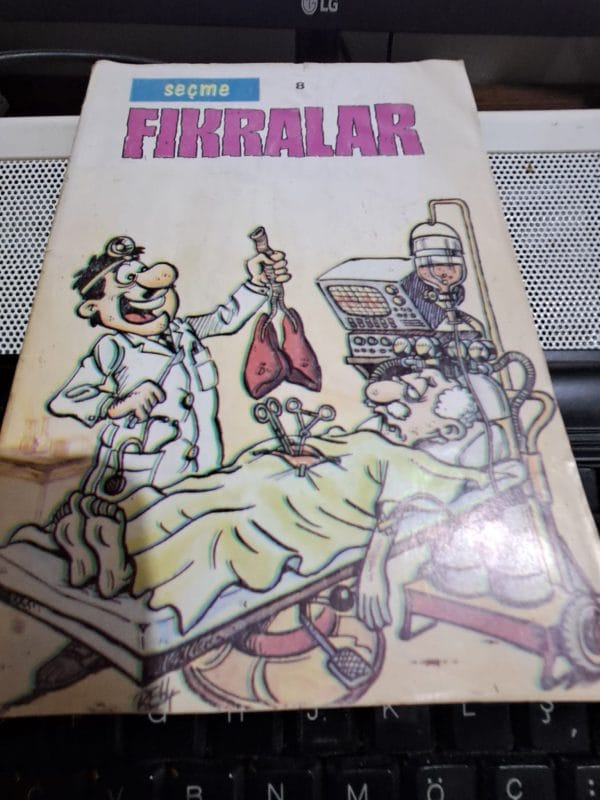 LG
seçme 8
FIKRALAR
G H J K L Ş ,
C V B N M Ö Ç :